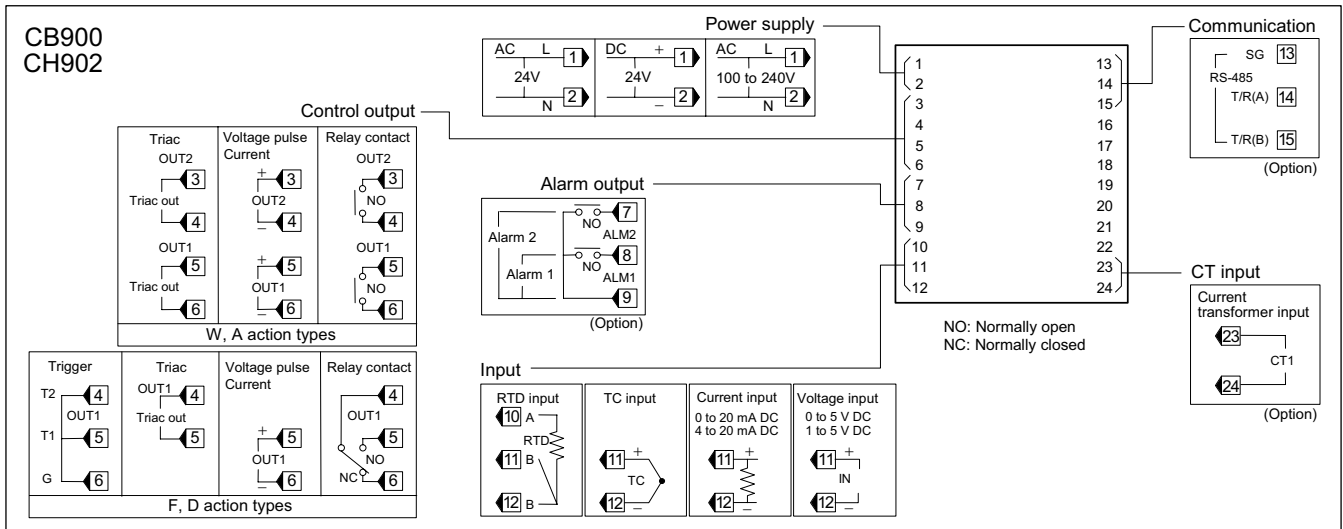 CB900
CH902
Power supply
AC L 1
24V
N 2
DC + 1
24V
– 2
AC L 1
100 to 240V
N 2
Communication
SG 13
RS-485
T/R(A) 14
T/R(B) 15
(Option)
1
2
3
4
5
6
7
8
9
10
11
12
13
14
15
16
17
18
19
20
21
22
23
24
NO: Normally open
NC: Normally closed
Control output
Triac
OUT2
3
Triac out
4
OUT1
5
Triac out
6
Voltage pulse
Current
+ 3
OUT2
– 4
+ 5
OUT1
– 6
Relay contact
OUT2
3
NO
4
OUT1
5
NO
6
W, A action types
Alarm output
7
NO
ALM2
Alarm 2
8
NO
Alarm 1
ALM1
9
(Option)
CT input
Current
transformer input
23
CT1
24
(Option)
Trigger
T2 4
OUT1
T1 5
G 6
Triac
OUT1 4
Triac out
5
Voltage pulse
Current
+ 5
OUT1
– 6
Relay contact
4
OUT1
5
NO
NC 6
F, D action types
Input
RTD input
10 A
RTD
11 B
12 B
TC input
11 +
TC
12 –
Current input
0 to 20 mA DC
4 to 20 mA DC
11 +
12 –
Voltage input
0 to 5 V DC
1 to 5 V DC
11 +
IN
12 –